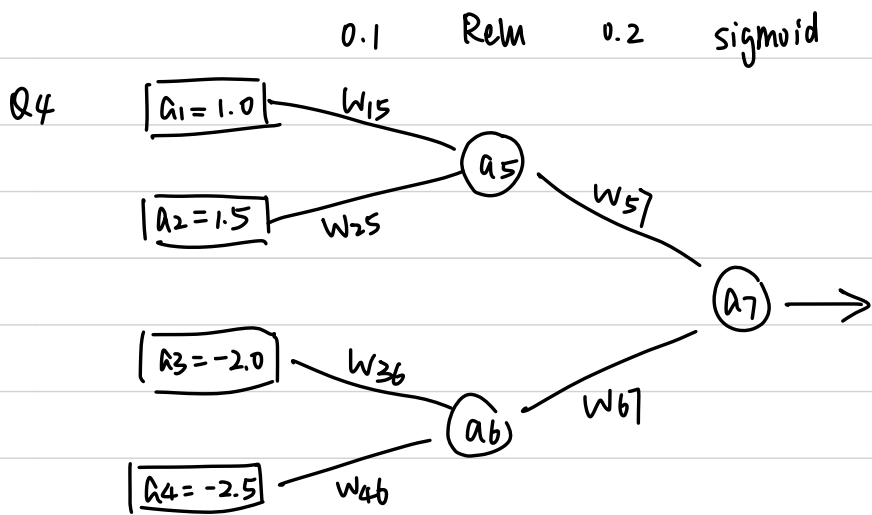 0.1 Relu 0.2 sigmoid
Q4
a1 = 1.0 W15
a5
a2 = 1.5 W25
W57
a7
a3 = -2.0 W36
W67
a6
a4 = -2.5 W46